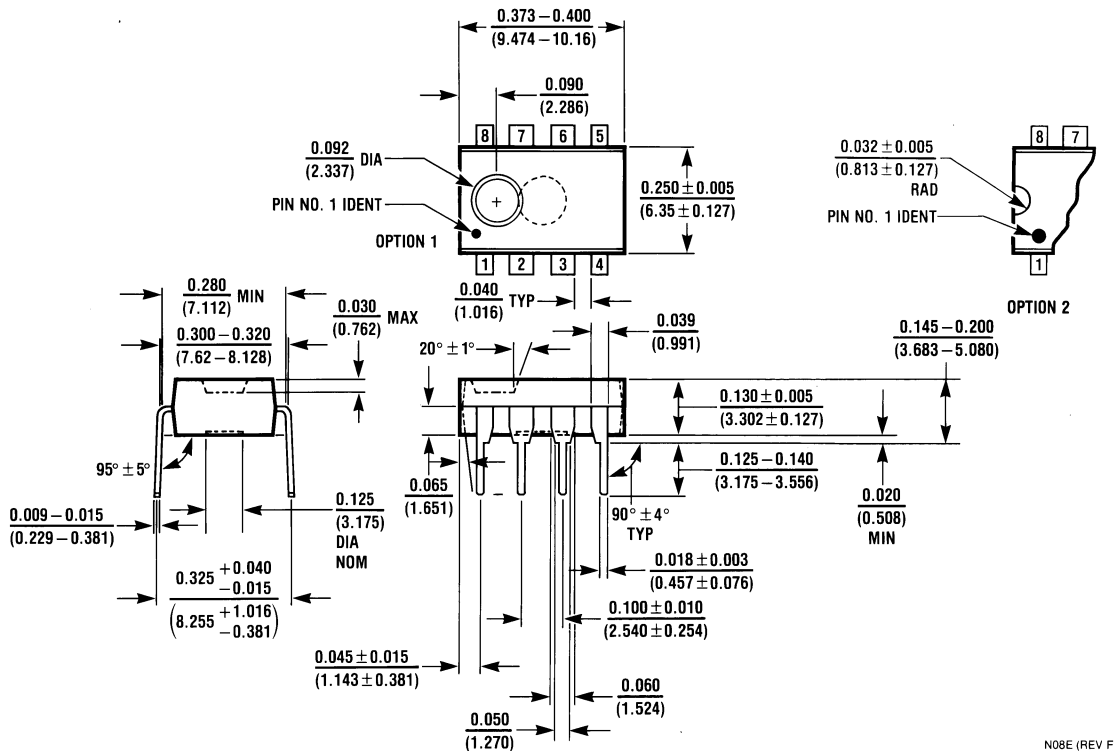 0.373 – 0.400
(9.474 – 10.16)
0.090
(2.286)
8 7 6 5
0.092 DIA
(2.337)
PIN NO. 1 IDENT
OPTION 1
1 2 3 4
0.250 ± 0.005
(6.35 ± 0.127)
8 7
0.032 ± 0.005
(0.813 ± 0.127)
RAD
PIN NO. 1 IDENT
1
OPTION 2
0.280 MIN
(7.112)
0.300 – 0.320
(7.62 – 8.128)
0.030 MAX
(0.762)
0.040 TYP
(1.016)
0.039
(0.991)
0.145 – 0.200
(3.683 – 5.080)
20° ± 1°
0.130 ± 0.005
(3.302 ± 0.127)
95° ± 5°
0.065
(1.651)
0.125 – 0.140
(3.175 – 3.556)
0.020
(0.508)
MIN
90° ± 4°
TYP
0.009 – 0.015
(0.229 – 0.381)
0.125
(3.175)
DIA
NOM
0.018 ± 0.003
(0.457 ± 0.076)
0.325 +0.040
−0.015
(8.255 +1.016
−0.381)
0.100 ± 0.010
(2.540 ± 0.254)
0.045 ± 0.015
(1.143 ± 0.381)
0.060
(1.524)
0.050
(1.270)
N08E (REV F